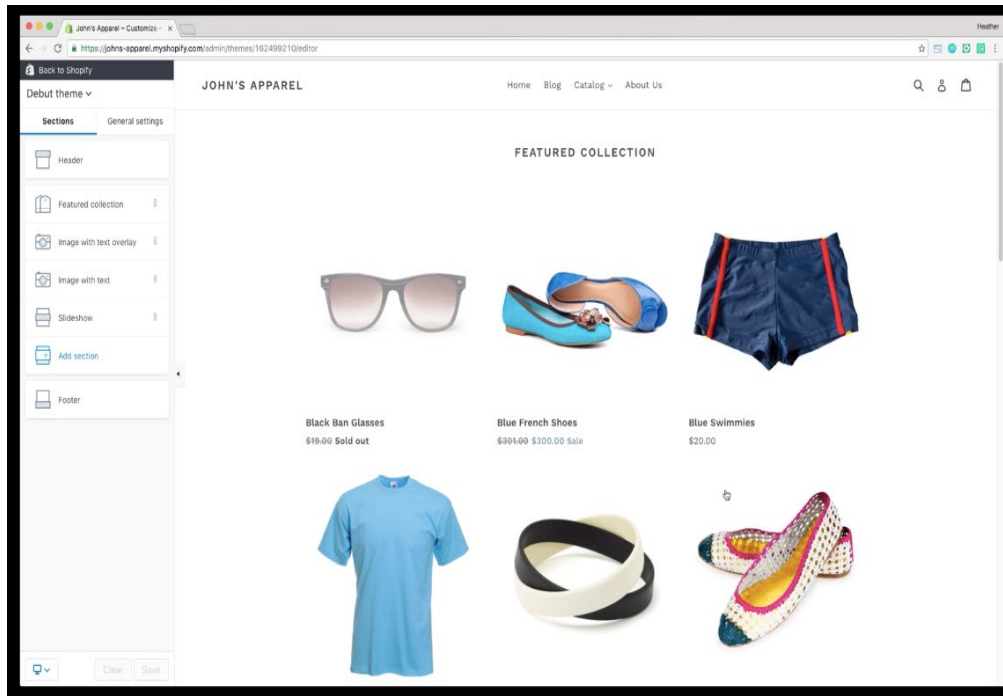 John's Apparel ~ Customize ~
Heather
https://johns-apparel.myshopify.com/admin/themes/162499210/editor
Back to Shopify
Debut theme
Sections
General settings
Header
Featured collection
Image with text overlay
Image with text
Slideshow
Add section
Footer
Clear
Save
JOHN'S APPAREL
Home
Blog
Catalog
About Us
FEATURED COLLECTION
Black Ban Glasses
$19.00 Sold out
Blue French Shoes
$301.00 $300.00 Sale
Blue Swimmies
$20.00